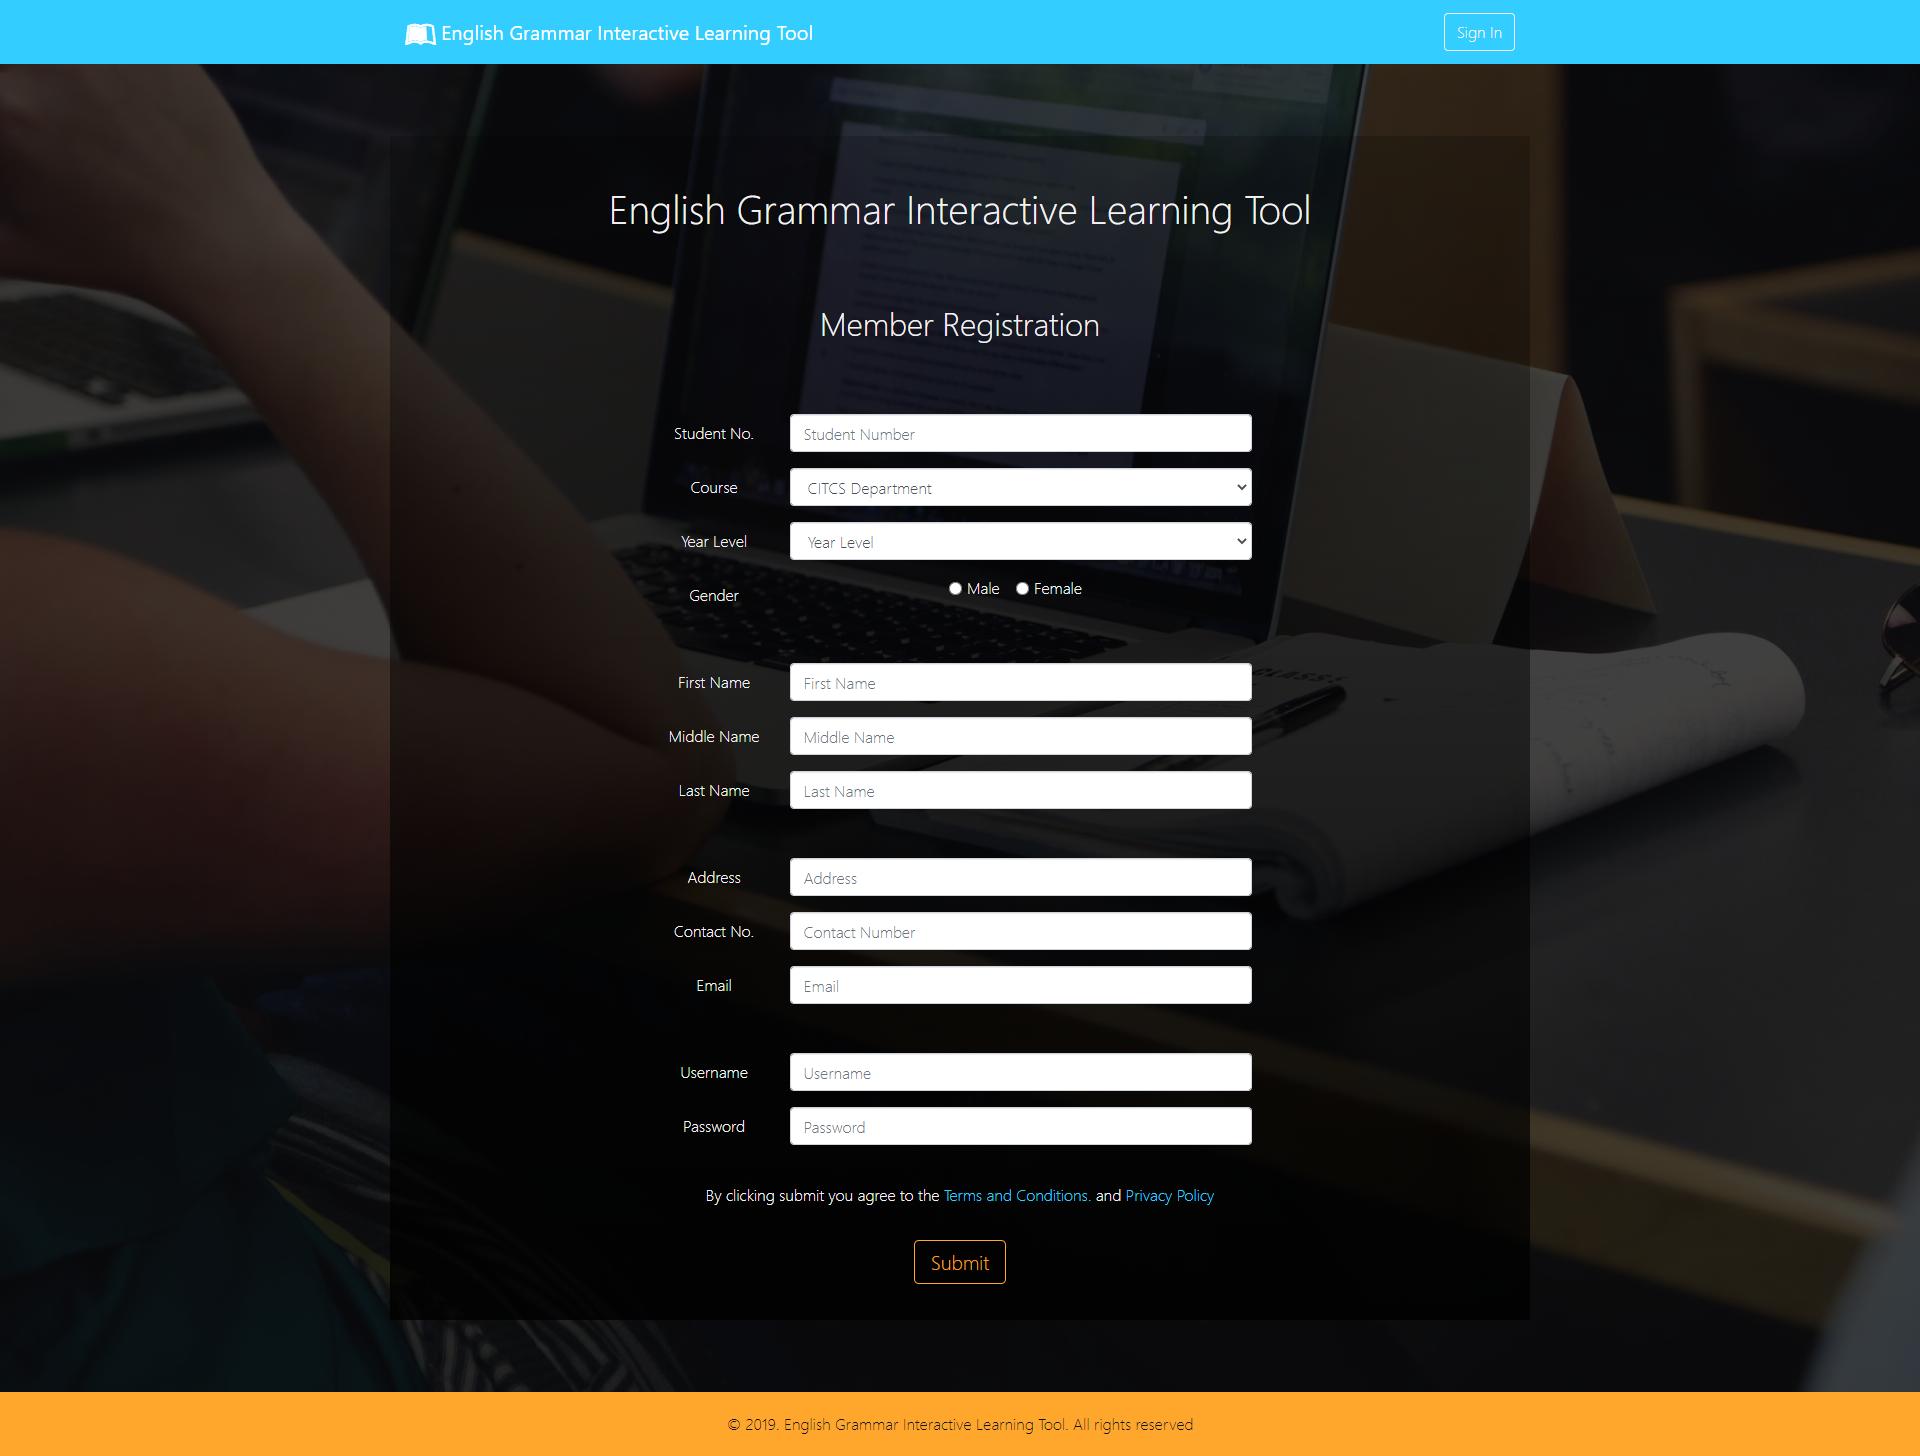 English Grammar Interactive Learning Tool
Sign In
English Grammar Interactive Learning Tool
Member Registration
Student No.
Student Number
Course
CITCS Department
Year Level
Year Level
Gender
Male
Female
First Name
First Name
Middle Name
Middle Name
Last Name
Last Name
Address
Address
Contact No.
Contact Number
Email
Email
Username
Username
Password
Password
By clicking submit you agree to the Terms and Conditions. and Privacy Policy
Submit
© 2019. English Grammar Interactive Learning Tool. All rights reserved